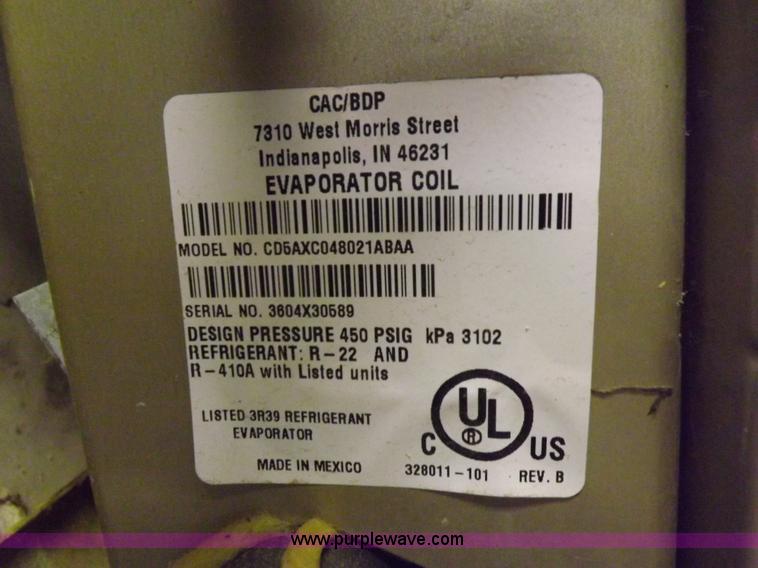 CAC/BDP
7310 West Morris Street
Indianapolis, IN 46231
EVAPORATOR COIL
MODEL NO. CD5AXC048021ABAA
SERIAL NO. 3604X30589
DESIGN PRESSURE 450 PSIG kPa 3102
REFRIGERANT: R-22 AND
R-410A with Listed units
LISTED 3R39 REFRIGERANT
EVAPORATOR
C UL ® US
MADE IN MEXICO
328011-101 REV. B
www.purplewave.com